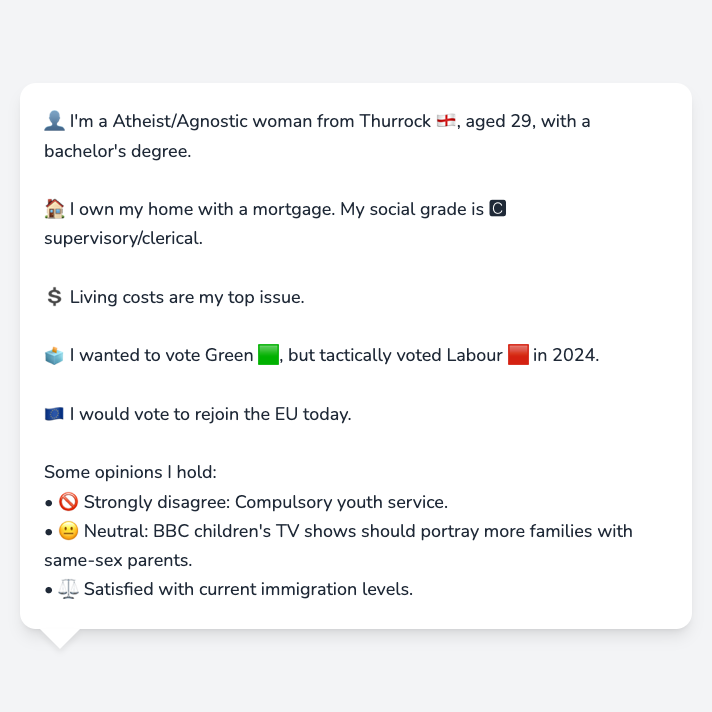 👤 I'm a Atheist/Agnostic woman from Thurrock 🏴󠁧󠁢󠁥󠁮󠁧󠁿, aged 29, with a
bachelor's degree.
🏠 I own my home with a mortgage. My social grade is 🅲
supervisory/clerical.
💲 Living costs are my top issue.
🗳️ I wanted to vote Green 🟩, but tactically voted Labour 🟥 in 2024.
🇪🇺 I would vote to rejoin the EU today.
Some opinions I hold:
• 🚫 Strongly disagree: Compulsory youth service.
• 😐 Neutral: BBC children's TV shows should portray more families with
same-sex parents.
• ⚖️ Satisfied with current immigration levels.